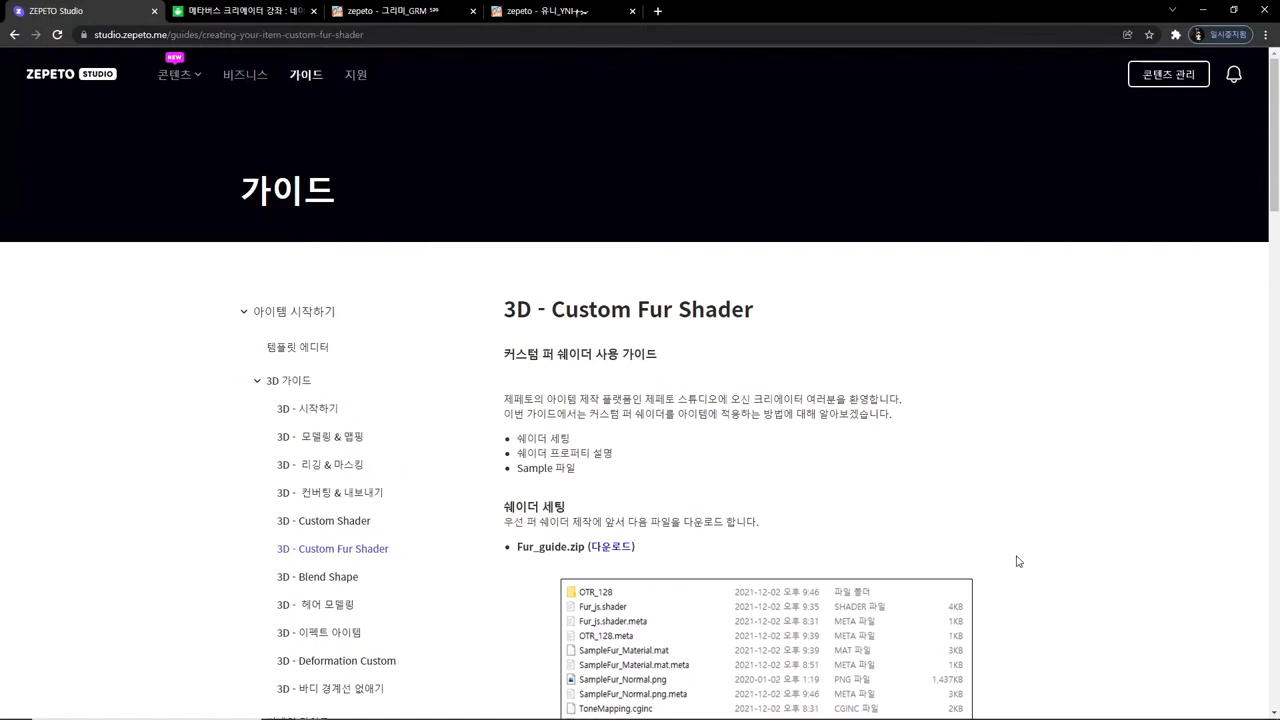 ZEPETO Studio
메타버스 크리에이터 강좌 : 네이
zepeto - 그리미_GRM
zepeto - 유니_YNI
studio.zepeto.me/guides/creating-your-item-custom-fur-shader
일시중지됨
ZEPETO STUDIO
NEW
콘텐츠
비즈니스
가이드
지원
콘텐츠 관리
가이드
아이템 시작하기
템플릿 에디터
3D 가이드
3D - 시작하기
3D - 모델링 & 맵핑
3D - 리깅 & 마스킹
3D - 컨버팅 & 내보내기
3D - Custom Shader
3D - Custom Fur Shader
3D - Blend Shape
3D - 헤어 모델링
3D - 이펙트 아이템
3D - Deformation Custom
3D - 바디 경계선 없애기
3D - Custom Fur Shader
커스텀 퍼 쉐이더 사용 가이드
제페토의 아이템 제작 플랫폼인 제페토 스튜디오에 오신 크리에이터 여러분을 환영합니다.
이번 가이드에서는 커스텀 퍼 쉐이더를 아이템에 적용하는 방법에 대해 알아보겠습니다.
쉐이더 세팅
쉐이더 프로퍼티 설명
Sample 파일
쉐이더 세팅
우선 퍼 쉐이더 제작에 앞서 다음 파일을 다운로드 합니다.
Fur_guide.zip (다운로드)
OTR_128 2021-12-02 오후 9:46 파일 폴더
Fur_js.shader 2021-12-02 오후 9:35 SHADER 파일 4KB
Fur_js.shader.meta 2021-12-02 오후 8:31 META 파일 1KB
OTR_128.meta 2021-12-02 오후 9:39 META 파일 1KB
SampleFur_Material.mat 2021-12-02 오후 9:39 MAT 파일 3KB
SampleFur_Material.mat.meta 2021-12-02 오후 8:51 META 파일 1KB
SampleFur_Normal.png 2020-01-02 오후 1:19 PNG 파일 1,437KB
SampleFur_Normal.png.meta 2021-12-02 오후 9:46 META 파일 3KB
ToneMapping.cginc 2021-12-02 오후 8:31 CGINC 파일 2KB